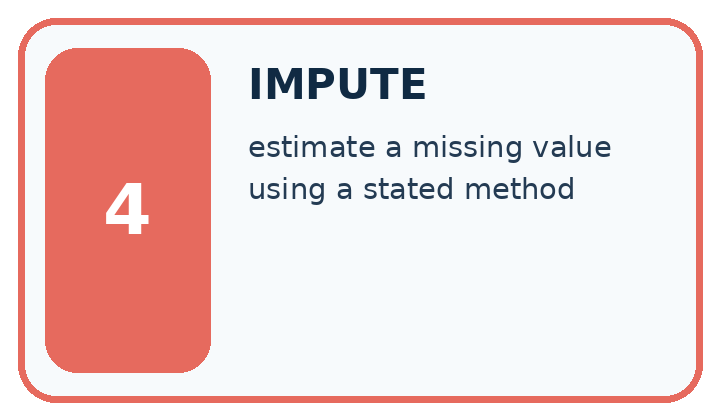 4
IMPUTE
estimate a missing value
using a stated method